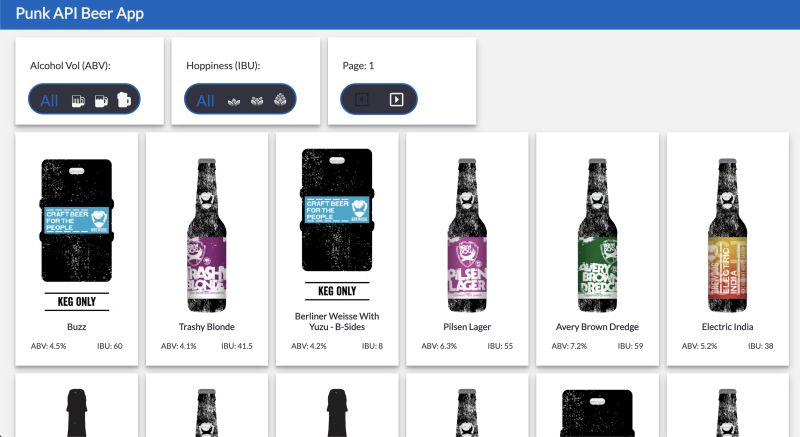 Punk API Beer App
Alcohol Vol (ABV):
All
Hoppiness (IBU):
All
Page: 1
CRAFT BEER
FOR THE
PEOPLE
KEG ONLY
Buzz
ABV: 4.5%
IBU: 60
TRASHY
BLONDE
Trashy Blonde
ABV: 4.1%
IBU: 41.5
CRAFT BEER
FOR THE
PEOPLE
KEG ONLY
Berliner Weisse With
Yuzu - B-Sides
ABV: 4.2%
IBU: 8
PILSEN
LAGER
Pilsen Lager
ABV: 6.3%
IBU: 55
AVERY
BROWN
DREDGE
Avery Brown Dredge
ABV: 7.2%
IBU: 59
ELECTRIC
INDIA
Electric India
ABV: 5.2%
IBU: 38